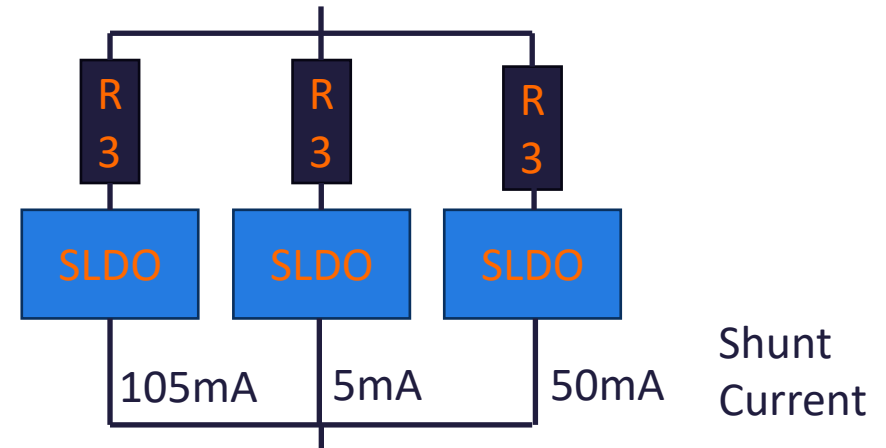 R
3
R
3
R
3
SLDO
SLDO
SLDO
105mA
5mA
50mA
Shunt
Current